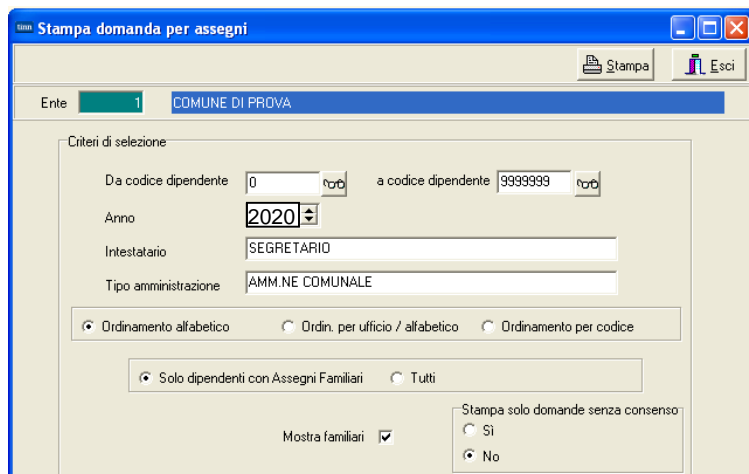 tinn Stampa domanda per assegni
Stampa Esci
Ente 1 COMUNE DI PROVA
Criteri di selezione
Da codice dipendente 0 a codice dipendente 9999999
Anno 2020
Intestatario SEGRETARIO
Tipo amministrazione AMM.NE COMUNALE
Ordinamento alfabetico Ordin. per ufficio / alfabetico Ordinamento per codice
Solo dipendenti con Assegni Familiari Tutti
Stampa solo domande senza consenso
Mostra familiari Sì
No